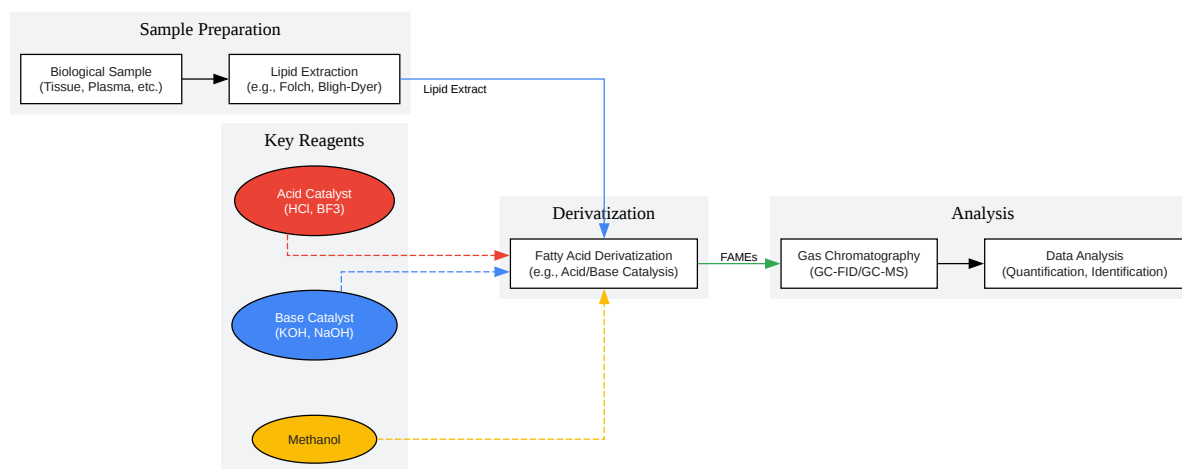 Sample Preparation
Biological Sample
(Tissue, Plasma, etc.)
Lipid Extraction
(e.g., Folch, Bligh-Dyer)
Lipid Extract
Key Reagents
Acid Catalyst
(HCl, BF3)
Base Catalyst
(KOH, NaOH)
Methanol
Derivatization
Fatty Acid Derivatization
(e.g., Acid/Base Catalysis)
FAMEs
Analysis
Gas Chromatography
(GC-FID/GC-MS)
Data Analysis
(Quantification, Identification)